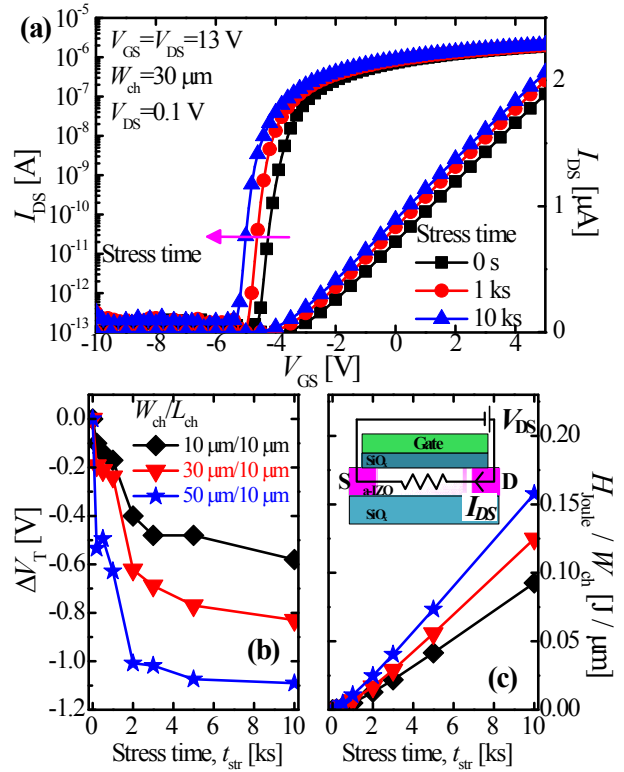 (a)
V_GS=V_DS=13 V
W_ch=30 μm
V_DS=0.1 V
10^-5
10^-6
10^-7
10^-8
10^-9
10^-10
10^-11
10^-12
10^-13
I_DS [A]
Stress time
Stress time
0 s
1 ks
10 ks
2
1
0
I_DS [μA]
-10 -8 -6 -4 -2 0 2 4
V_GS [V]
W_ch/L_ch
10 μm/10 μm
30 μm/10 μm
50 μm/10 μm
0.0
-0.2
-0.4
-0.6
-0.8
-1.0
-1.2
ΔV_T [V]
(b)
0 2 4 6 8 10
Stress time, t_str [ks]
V_DS
Gate
SiO_x
S
D
a-IZO
I_DS
SiO_x
(c)
0.20
0.15
0.10
0.05
0.00
H_Joule / W_ch [J / μm]
0 2 4 6 8 10
Stress time, t_str [ks]